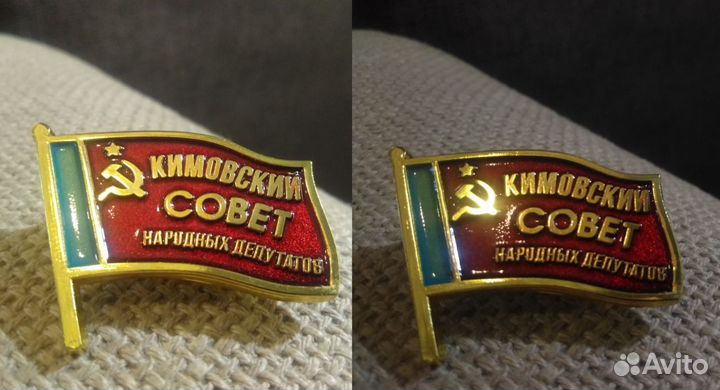 КИМОВСКИЙ
СОВЕТ
НАРОДНЫХ ДЕПУТАТОВ
КИМОВСКИЙ
СОВЕТ
НАРОДНЫХ ДЕПУТАТОВ
Avito